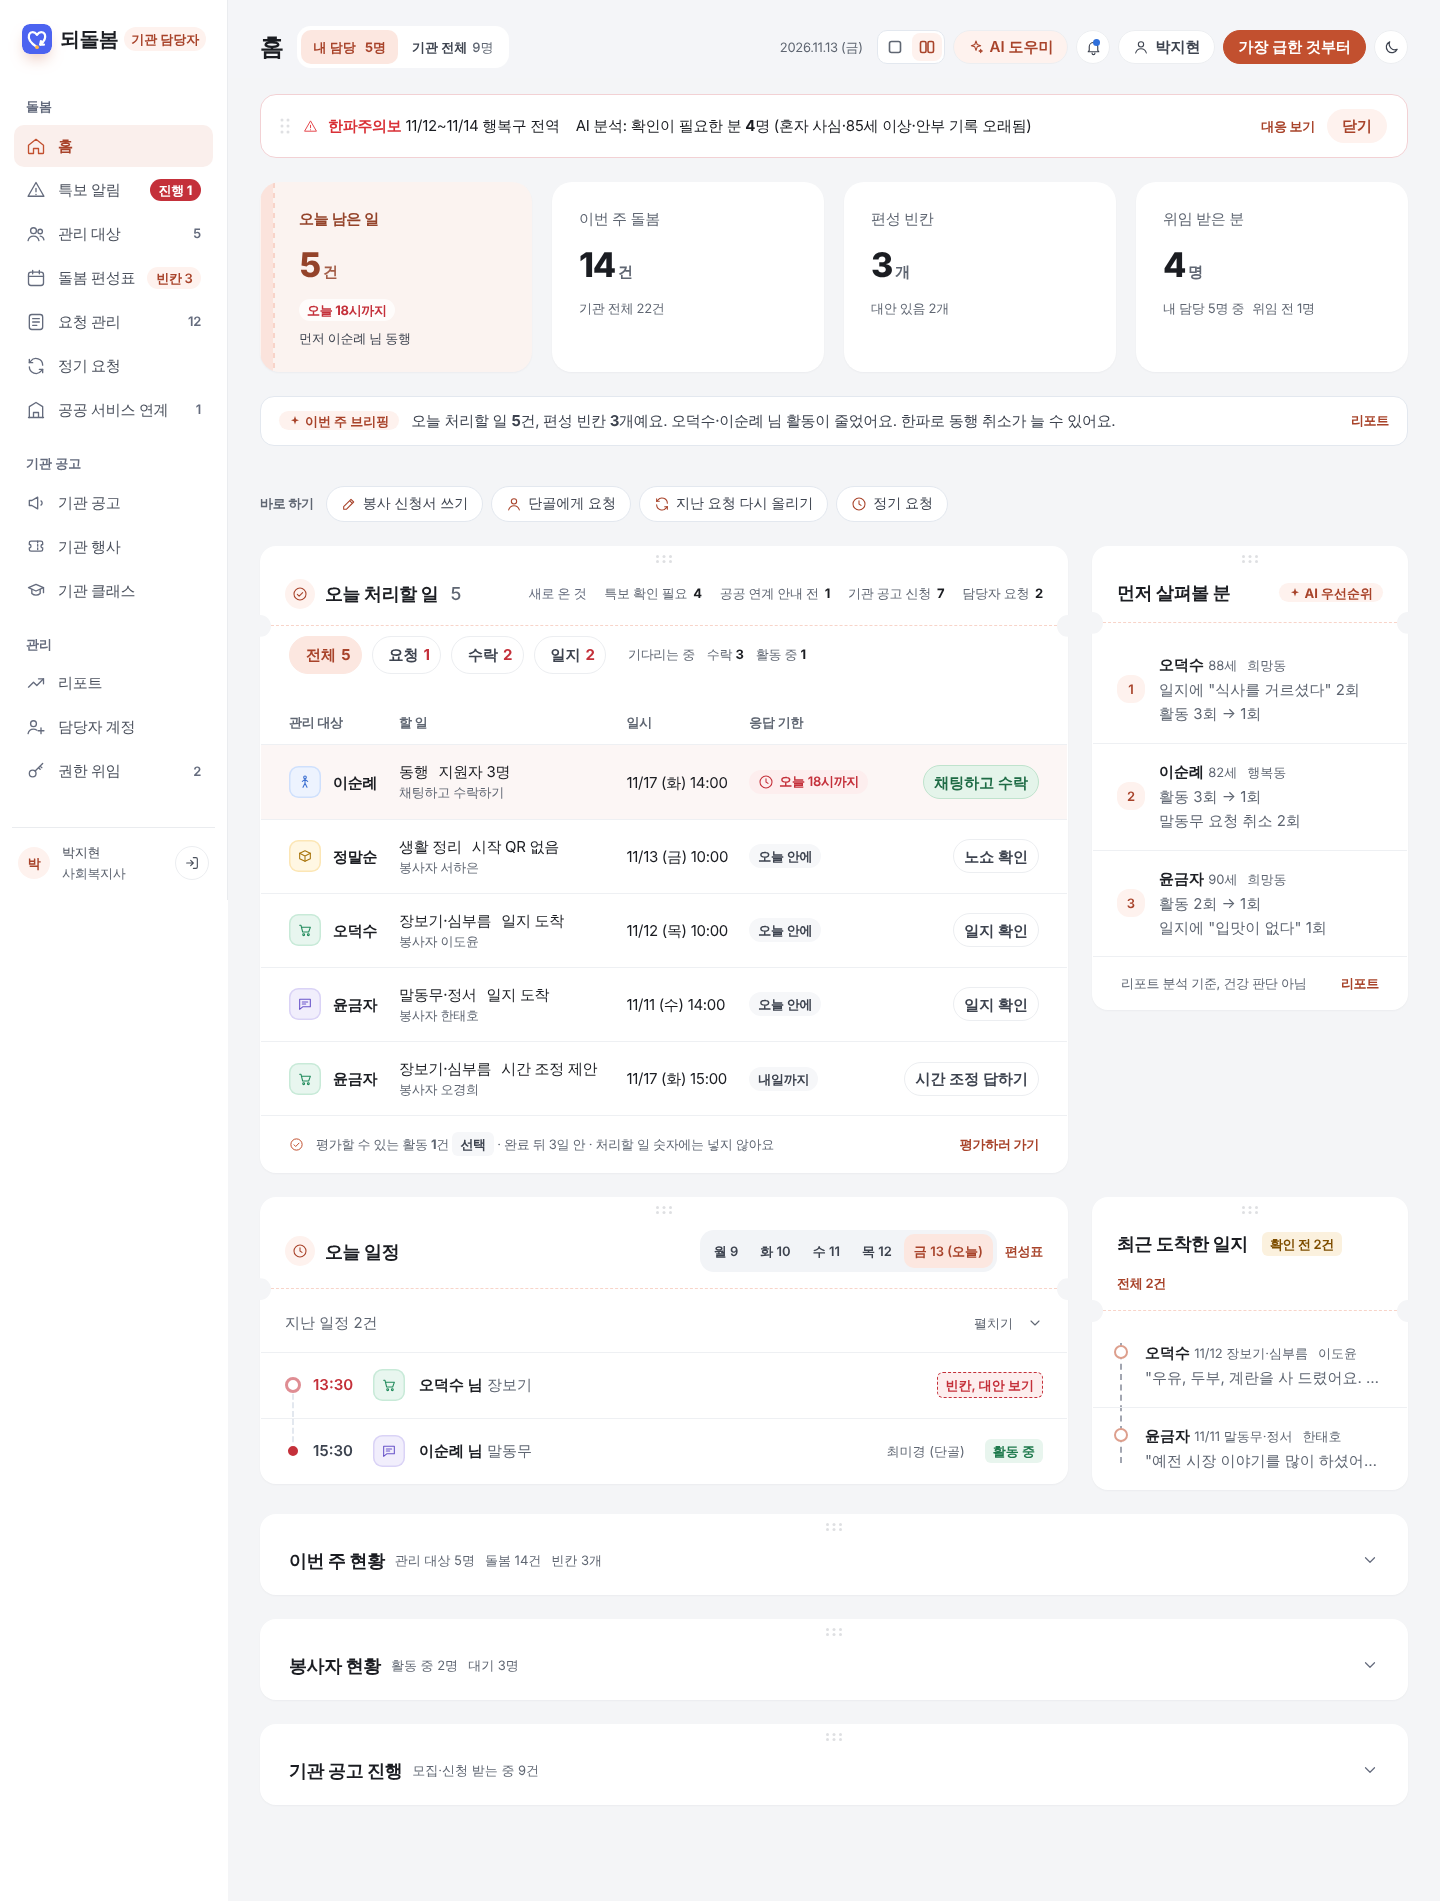 되돌봄 기관 담당자
돌봄
홈
특보 알림 진행 1
관리 대상 5
돌봄 편성표 빈칸 3
요청 관리 12
정기 요청
공공 서비스 연계 1
기관 공고
기관 공고
기관 행사
기관 클래스
관리
리포트
담당자 계정
권한 위임 2
박 박지현
사회복지사
홈 내 담당 5명 기관 전체 9명
2026.11.13 (금) AI 도우미 박지현 가장 급한 것부터
한파주의보 11/12~11/14 행복구 전역 AI 분석: 확인이 필요한 분 4명 (혼자 사심·85세 이상·안부 기록 오래됨) 대응 보기 닫기
오늘 남은 일
5건
오늘 18시까지
먼저 이순례 님 동행
이번 주 돌봄
14건
기관 전체 22건
편성 빈칸
3개
대안 있음 2개
위임 받은 분
4명
내 담당 5명 중 위임 전 1명
이번 주 브리핑 오늘 처리할 일 5건, 편성 빈칸 3개예요. 오덕수·이순례 님 활동이 줄었어요. 한파로 동행 취소가 늘 수 있어요. 리포트
바로 하기 봉사 신청서 쓰기 단골에게 요청 지난 요청 다시 올리기 정기 요청
오늘 처리할 일 5 새로 온 것 특보 확인 필요 4 공공 연계 안내 전 1 기관 공고 신청 7 담당자 요청 2
전체 5 요청 1 수락 2 일지 2 기다리는 중 수락 3 활동 중 1
관리 대상 할 일 일시 응답 기한
이순례 동행 지원자 3명 11/17 (화) 14:00 오늘 18시까지 채팅하고 수락
채팅하고 수락하기
정말순 생활 정리 시작 QR 없음 11/13 (금) 10:00 오늘 안에 노쇼 확인
봉사자 서하은
오덕수 장보기·심부름 일지 도착 11/12 (목) 10:00 오늘 안에 일지 확인
봉사자 이도윤
윤금자 말동무·정서 일지 도착 11/11 (수) 14:00 오늘 안에 일지 확인
봉사자 한태호
윤금자 장보기·심부름 시간 조정 제안 11/17 (화) 15:00 내일까지 시간 조정 답하기
봉사자 오경희
평가할 수 있는 활동 1건 선택 · 완료 뒤 3일 안 · 처리할 일 숫자에는 넣지 않아요 평가하러 가기
먼저 살펴볼 분 AI 우선순위
1 오덕수 88세 희망동
일지에 "식사를 거르셨다" 2회
활동 3회 → 1회
2 이순례 82세 행복동
활동 3회 → 1회
말동무 요청 취소 2회
3 윤금자 90세 희망동
활동 2회 → 1회
일지에 "입맛이 없다" 1회
리포트 분석 기준, 건강 판단 아님 리포트
오늘 일정 월 9 화 10 수 11 목 12 금 13 (오늘) 편성표
지난 일정 2건 펼치기
13:30 오덕수 님 장보기 빈칸, 대안 보기
15:30 이순례 님 말동무 최미경 (단골) 활동 중
최근 도착한 일지 확인 전 2건
전체 2건
오덕수 11/12 장보기·심부름 이도윤
"우유, 두부, 계란을 사 드렸어요. ...
윤금자 11/11 말동무·정서 한태호
"예전 시장 이야기를 많이 하셨어...
이번 주 현황 관리 대상 5명 돌봄 14건 빈칸 3개
봉사자 현황 활동 중 2명 대기 3명
기관 공고 진행 모집·신청 받는 중 9건